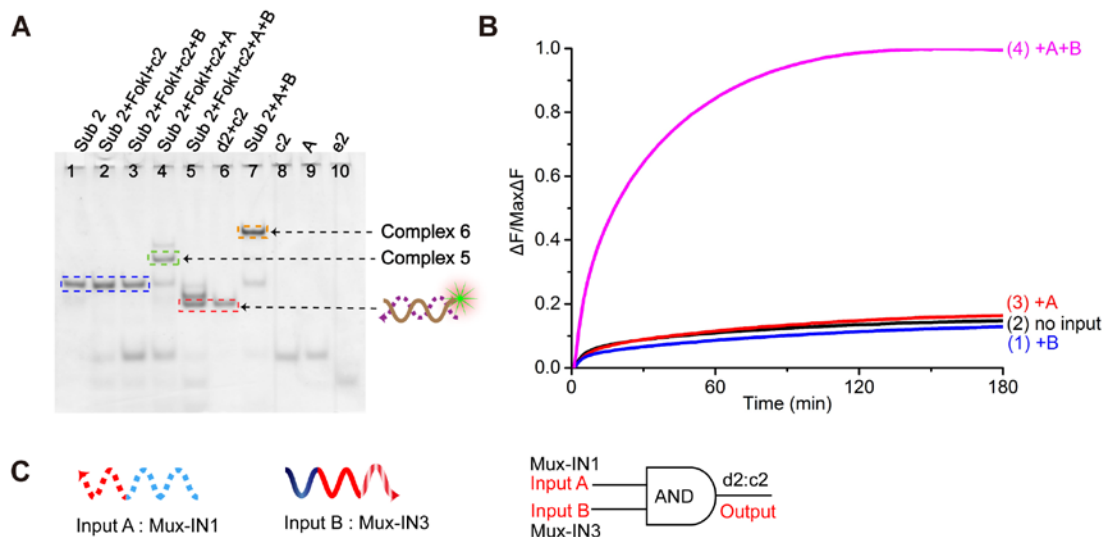 A
Sub 2
Sub 2+FokI+c2
Sub 2+FokI+c2+B
Sub 2+FokI+c2+A
Sub 2+FokI+c2+A+B
d2+c2
Sub 2+A+B
c2
A
e2
1 2 3 4 5 6 7 8 9 10
Complex 6
Complex 5
B
ΔF/MaxΔF
1.0
0.8
0.6
0.4
0.2
0.0
0 60 120 180
Time (min)
(4) +A+B
(3) +A
(2) no input
(1) +B
C
Input A : Mux-IN1
Input B : Mux-IN3
Mux-IN1
Input A
Input B
Mux-IN3
AND
d2:c2
Output